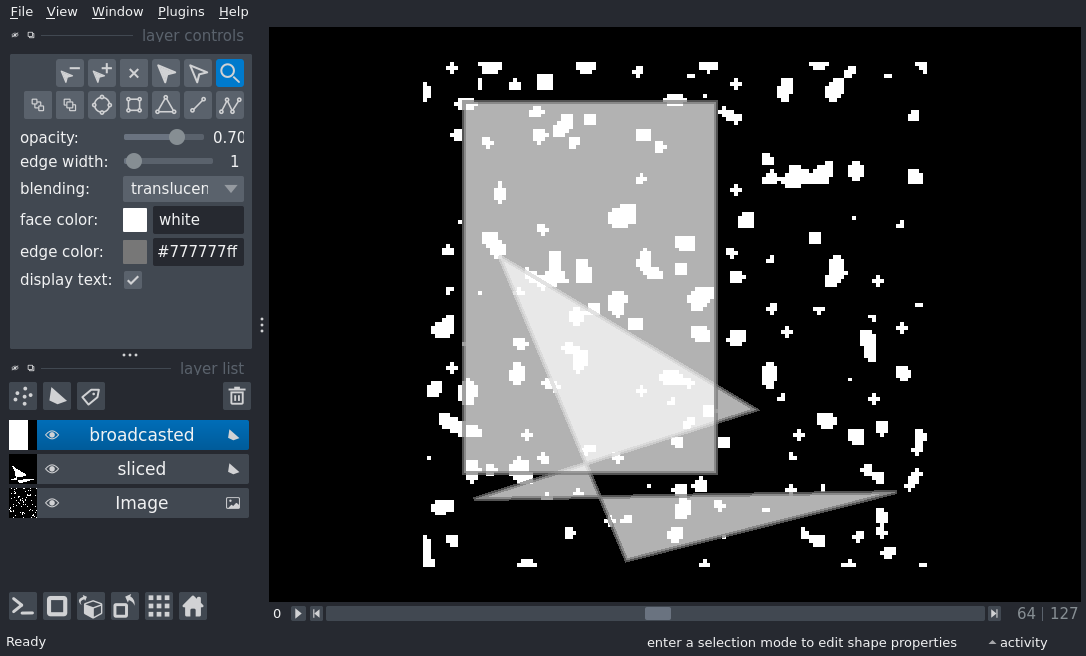 File View Window Plugins Help
layer controls
opacity: 0.70
edge width: 1
blending: translucen
face color: white
edge color: #777777ff
display text:
layer list
broadcasted
sliced
Image
0 64 | 127
Ready enter a selection mode to edit shape properties activity